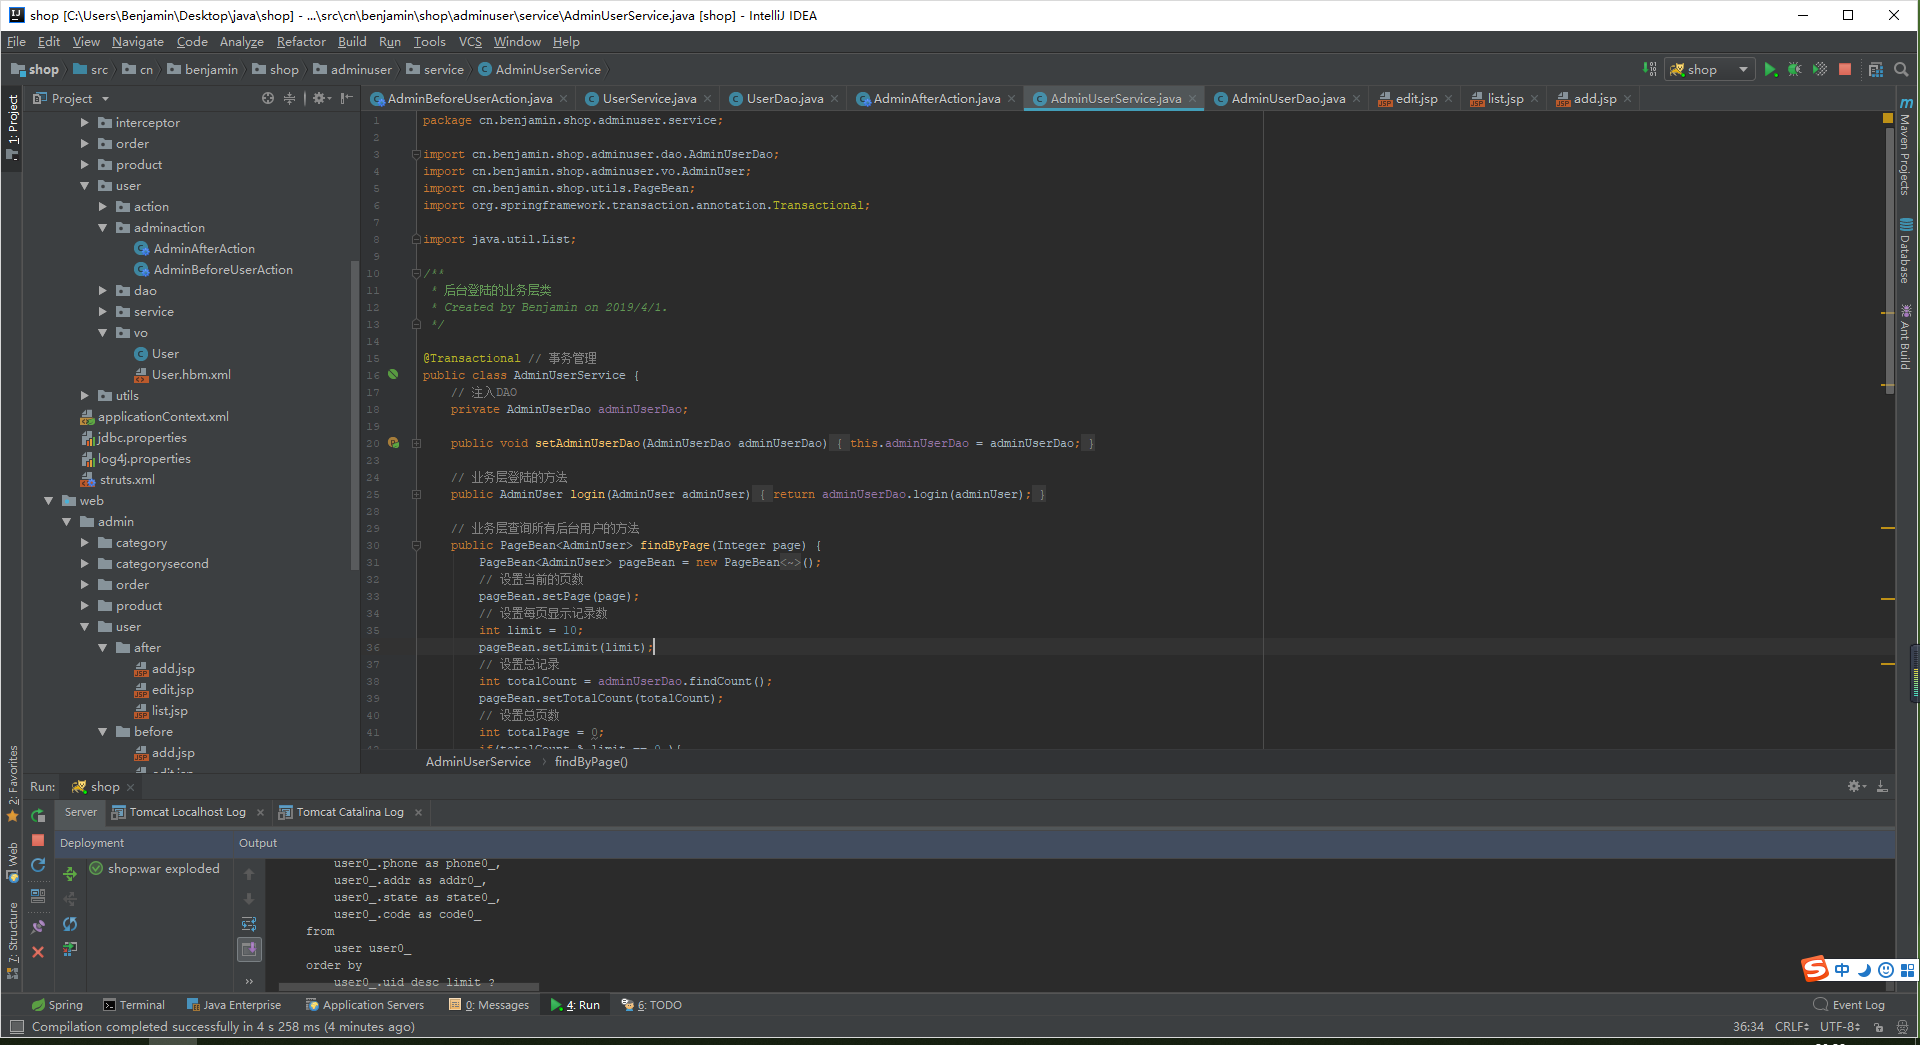 shop [C:\Users\Benjamin\Desktop\java\shop] - ...\src\cn\benjamin\shop\adminuser\service\AdminUserService.java [shop] - IntelliJ IDEA
File Edit View Navigate Code Analyze Refactor Build Run Tools VCS Window Help
shop src cn benjamin shop adminuser service AdminUserService
shop
Project
AdminBeforeUserAction.java UserService.java UserDao.java AdminAfterAction.java AdminUserService.java AdminUserDao.java edit.jsp list.jsp add.jsp
1: Project
2: Favorites
Web
7: Structure
Maven Projects
Database
Ant Build
interceptor
order
product
user
action
adminaction
AdminAfterAction
AdminBeforeUserAction
dao
service
vo
User
User.hbm.xml
utils
applicationContext.xml
jdbc.properties
log4j.properties
struts.xml
web
admin
category
categorysecond
order
product
user
after
add.jsp
edit.jsp
list.jsp
before
add.jsp
edit.jsp
1 package cn.benjamin.shop.adminuser.service;
2
3 import cn.benjamin.shop.adminuser.dao.AdminUserDao;
4 import cn.benjamin.shop.adminuser.vo.AdminUser;
5 import cn.benjamin.shop.utils.PageBean;
6 import org.springframework.transaction.annotation.Transactional;
7
8 import java.util.List;
9
10 /**
11 * 后台登陆的业务层类
12 * Created by Benjamin on 2019/4/1.
13 */
14
15 @Transactional // 事务管理
16 public class AdminUserService {
17 // 注入DAO
18 private AdminUserDao adminUserDao;
19
20 public void setAdminUserDao(AdminUserDao adminUserDao) { this.adminUserDao = adminUserDao; }
23
24 // 业务层登陆的方法
25 public AdminUser login(AdminUser adminUser) { return adminUserDao.login(adminUser); }
28
29 // 业务层查询所有后台用户的方法
30 public PageBean<AdminUser> findByPage(Integer page) {
31 PageBean<AdminUser> pageBean = new PageBean<~>();
32 // 设置当前的页数
33 pageBean.setPage(page);
34 // 设置每页显示记录数
35 int limit = 10;
36 pageBean.setLimit(limit);
37 // 设置总记录
38 int totalCount = adminUserDao.findCount();
39 pageBean.setTotalCount(totalCount);
40 // 设置总页数
41 int totalPage = 0;
42 if(totalCount % limit == 0 ){
AdminUserService findByPage()
Run: shop
Server Tomcat Localhost Log Tomcat Catalina Log
Deployment Output
shop:war exploded
user0_.phone as phone0_,
user0_.addr as addr0_,
user0_.state as state0_,
user0_.code as code0_
from
user user0_
order by
user0_.uid desc limit ?
中
Spring Terminal Java Enterprise Application Servers 0: Messages 4: Run 6: TODO Event Log
Compilation completed successfully in 4 s 258 ms (4 minutes ago) 36:34 CRLF UTF-8